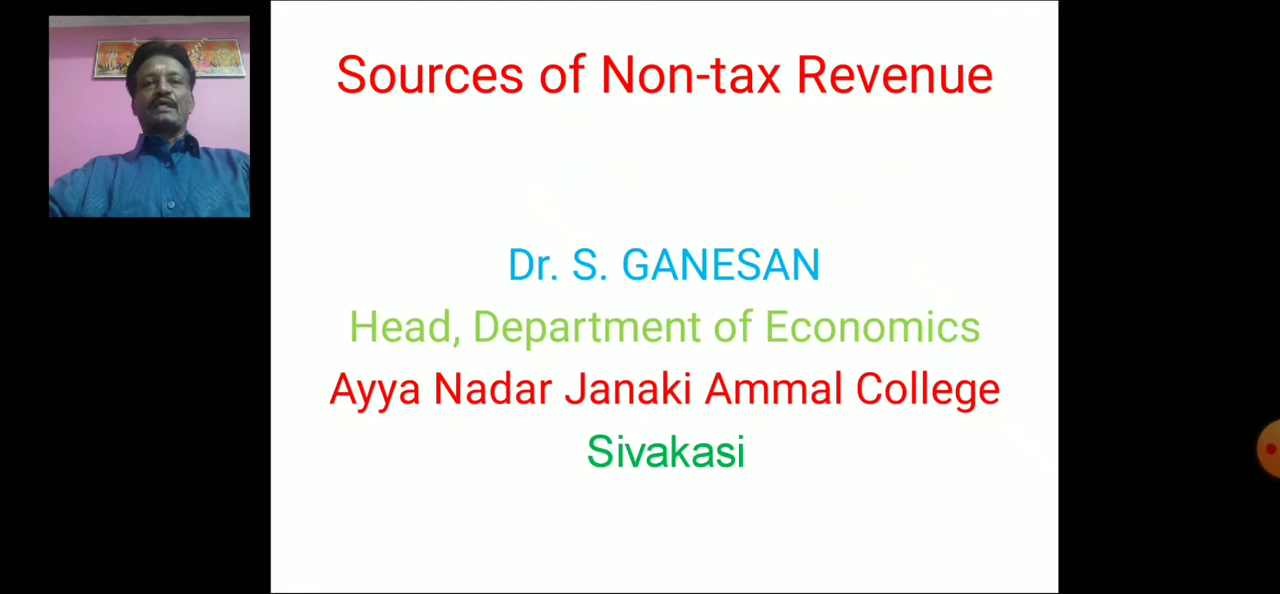 Sources of Non-tax Revenue
Dr. S. GANESAN
Head, Department of Economics
Ayya Nadar Janaki Ammal College
Sivakasi